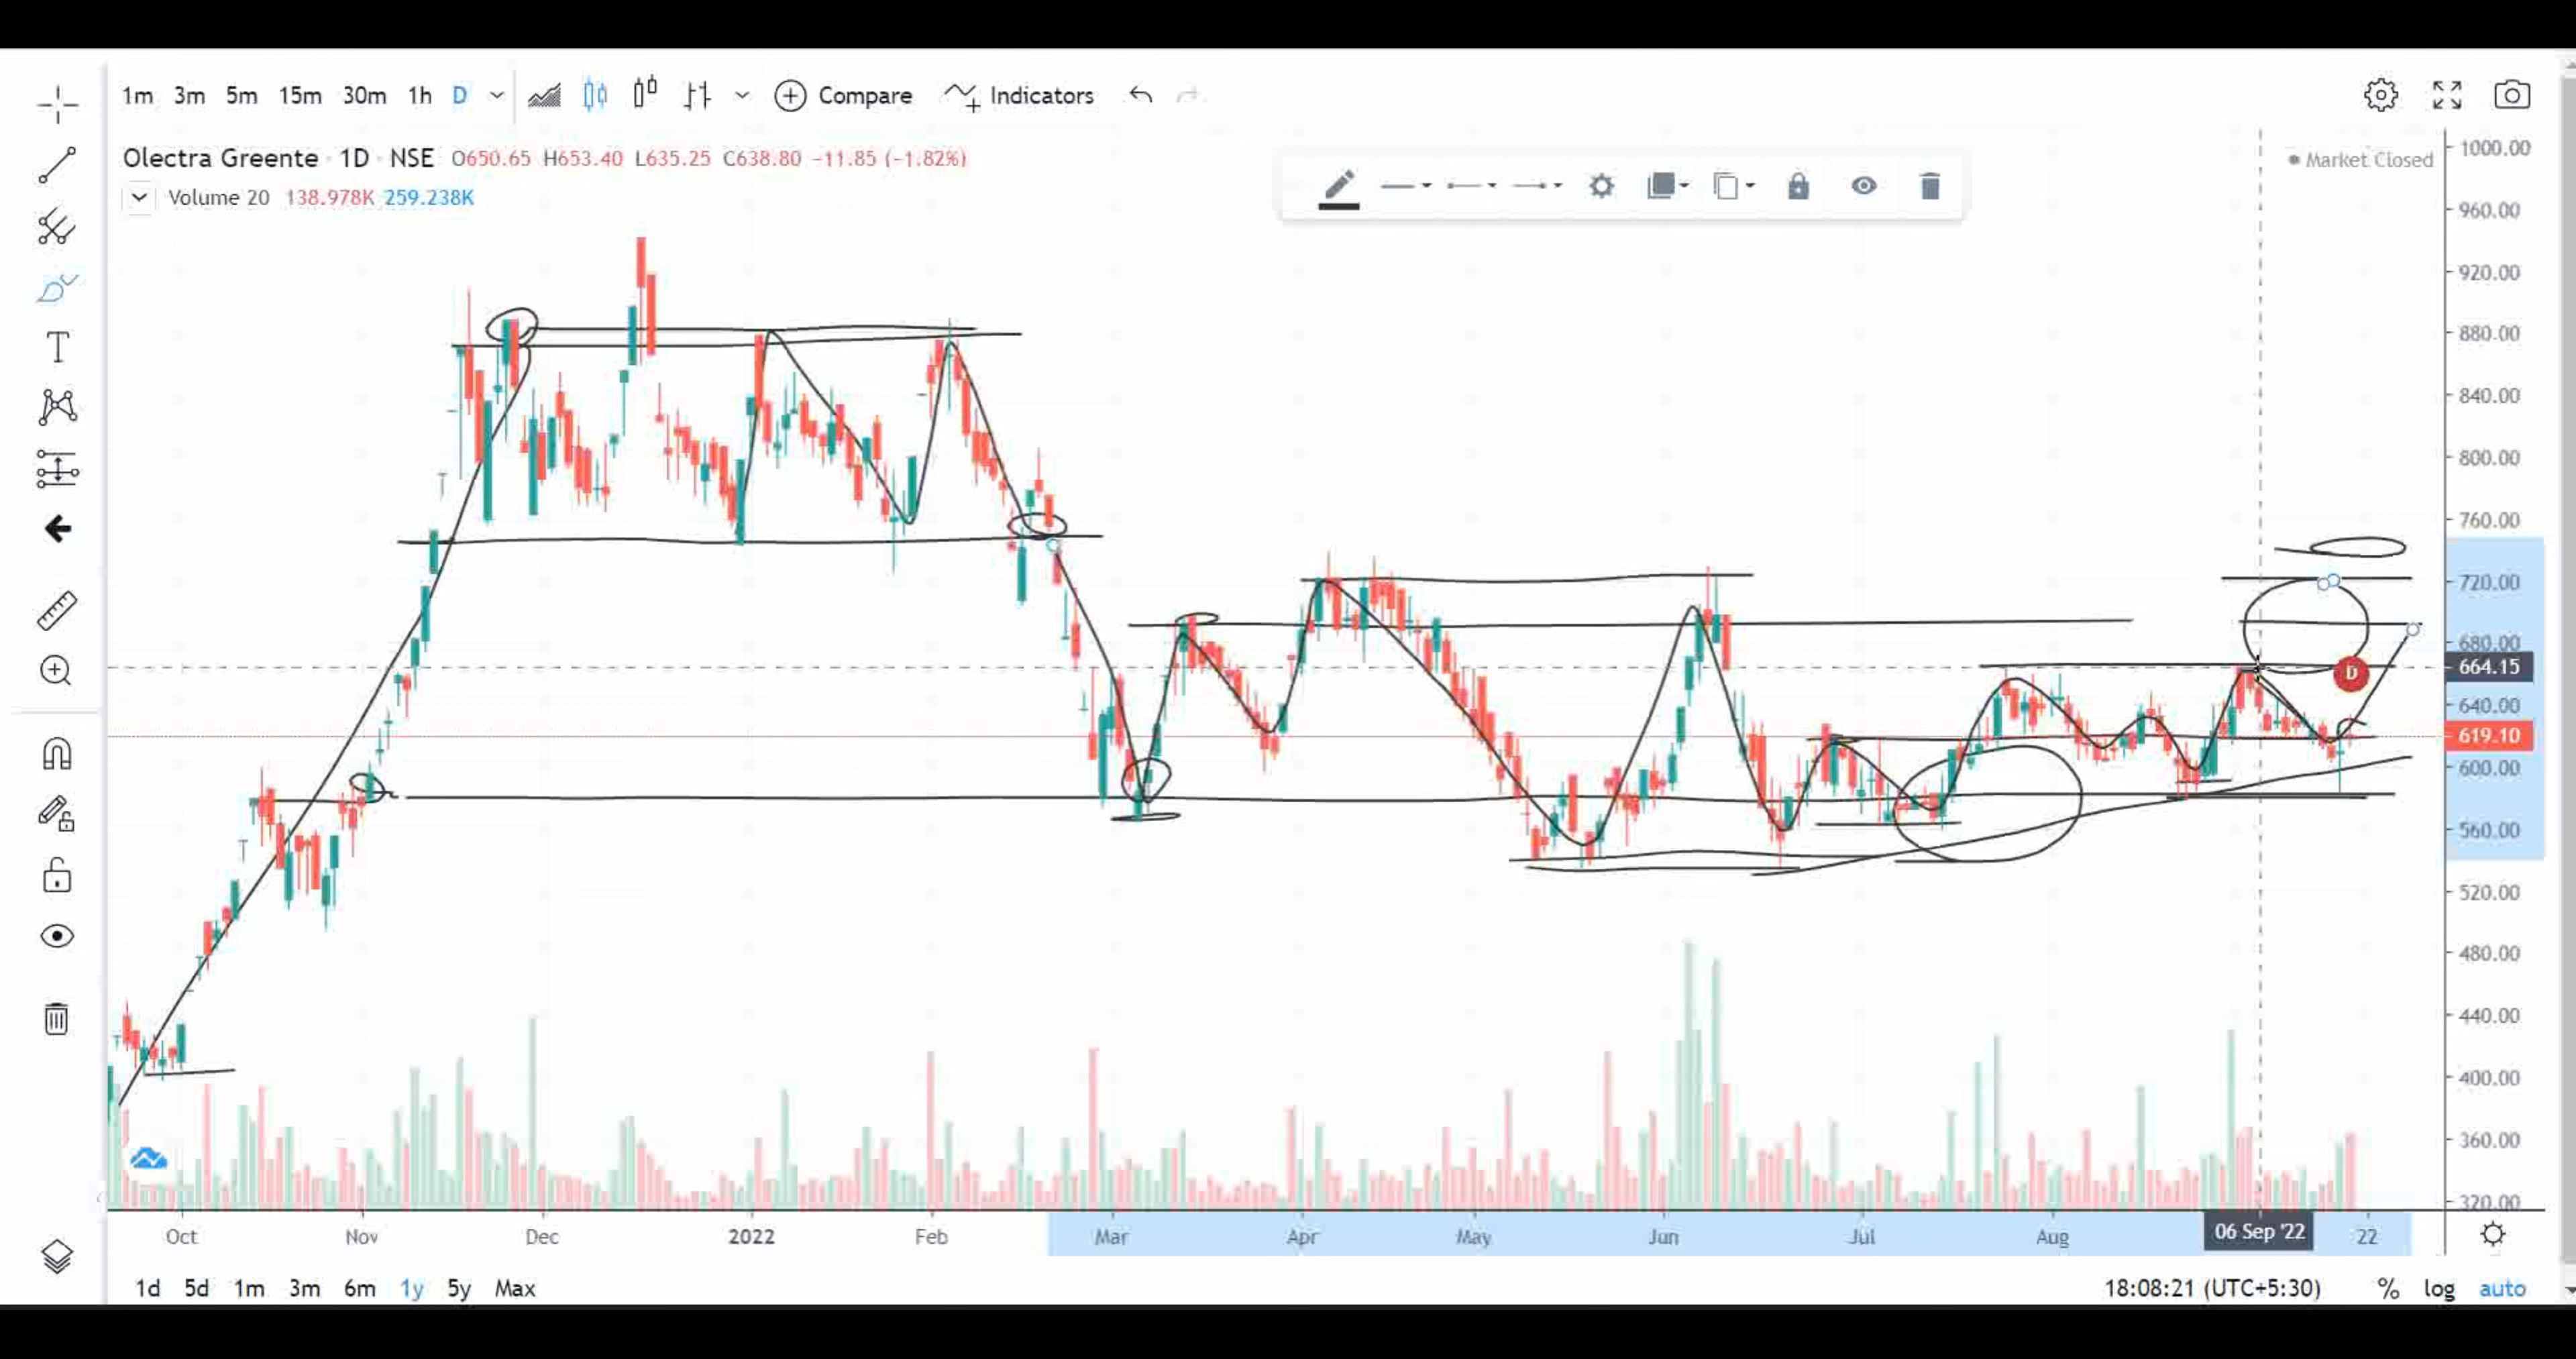 1m 3m 5m 15m 30m 1h D Compare Indicators
Olectra Greente · 1D · NSE O650.65 H653.40 L635.25 C638.80 −11.85 (−1.82%)
Market Closed
Volume 20 138.978K 259.238K
T
1000.00
960.00
920.00
880.00
840.00
800.00
760.00
720.00
680.00
664.15
D
640.00
619.10
600.00
560.00
520.00
480.00
440.00
400.00
360.00
320.00
Oct Nov Dec 2022 Feb Mar Apr May Jun Jul Aug 06 Sep '22 22
1d 5d 1m 3m 6m 1y 5y Max 18:08:21 (UTC+5:30) % log auto